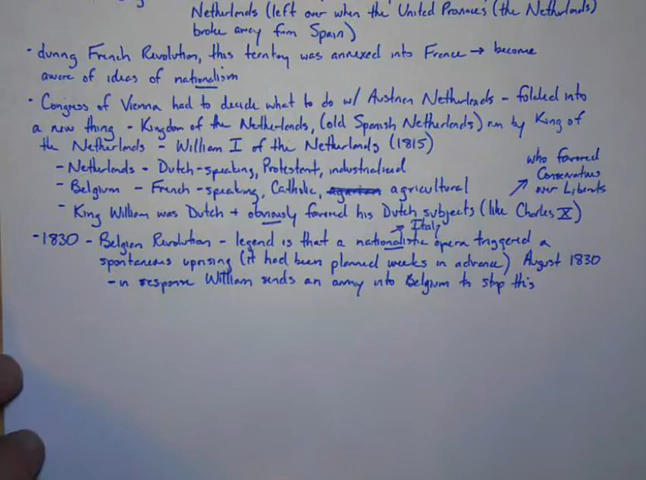 Netherlands (left over when the United Provinces (the Netherlands)
broke away from Spain)
· during French Revolution, this territory was annexed into France → become
aware of ideas of nationalism
· Congress of Vienna had to decide what to do w/ Austrian Netherlands - folded into
a new thing - Kingdom of the Netherlands, (old Spanish Netherlands) run by King of
the Netherlands - William I of the Netherlands (1815)
- Netherlands - Dutch-speaking, Protestant, industrialized
- Belgium - French-speaking, Catholic, agrarian agricultural
- King William was Dutch + obviously favored his Dutch subjects (like Charles X)
who favored
Conservatives
over Liberals
-1830 - Belgian Revolution - legend is that a nationalistic opera triggered a
→ Italy
spontaneous uprising (it had been planned weeks in advance) August 1830
- in response William sends an army into Belgium to stop this